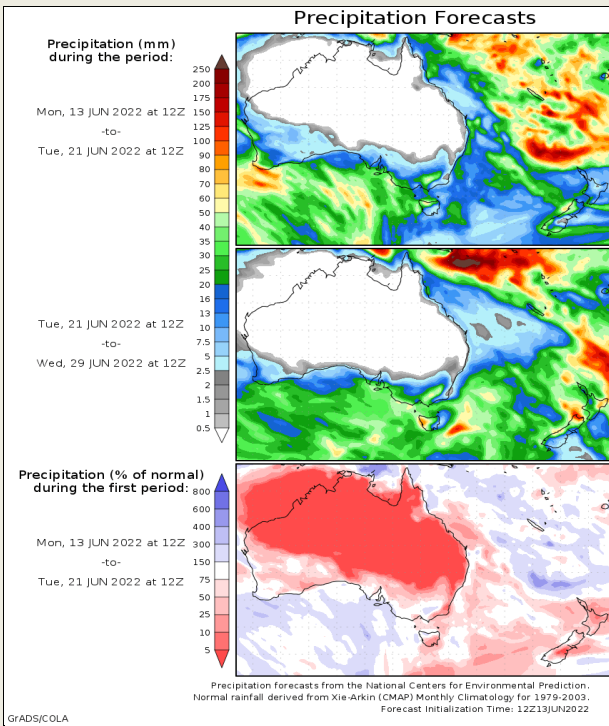 Precipitation Forecasts
Precipitation (mm)
during the period:
250
200
175
150
125
100
90
80
70
60
50
40
35
30
25
20
16
13
10
7.5
5
2.5
2
1.5
1
0.5
Mon, 13 JUN 2022 at 12Z
-to-
Tue, 21 JUN 2022 at 12Z
Tue, 21 JUN 2022 at 12Z
-to-
Wed, 29 JUN 2022 at 12Z
Precipitation (% of normal)
during the first period:
800
600
400
300
150
75
50
25
10
5
Mon, 13 JUN 2022 at 12Z
-to-
Tue, 21 JUN 2022 at 12Z
Precipitation forecasts from the National Centers for Environmental Prediction.
Normal rainfall derived from Xie-Arkin (CMAP) Monthly Climatology for 1979-2003.
Forecast Initialization Time: 12Z13JUN2022
GrADS/COLA